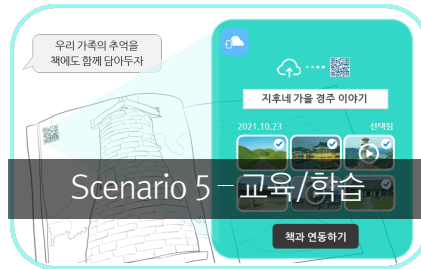 우리 가족의 추억을
책에도 함께 담아두자
지후네 가을 경주 이야기
2021.10.23 선택됨
Scenario 5 – 교육/학습
책과 연동하기